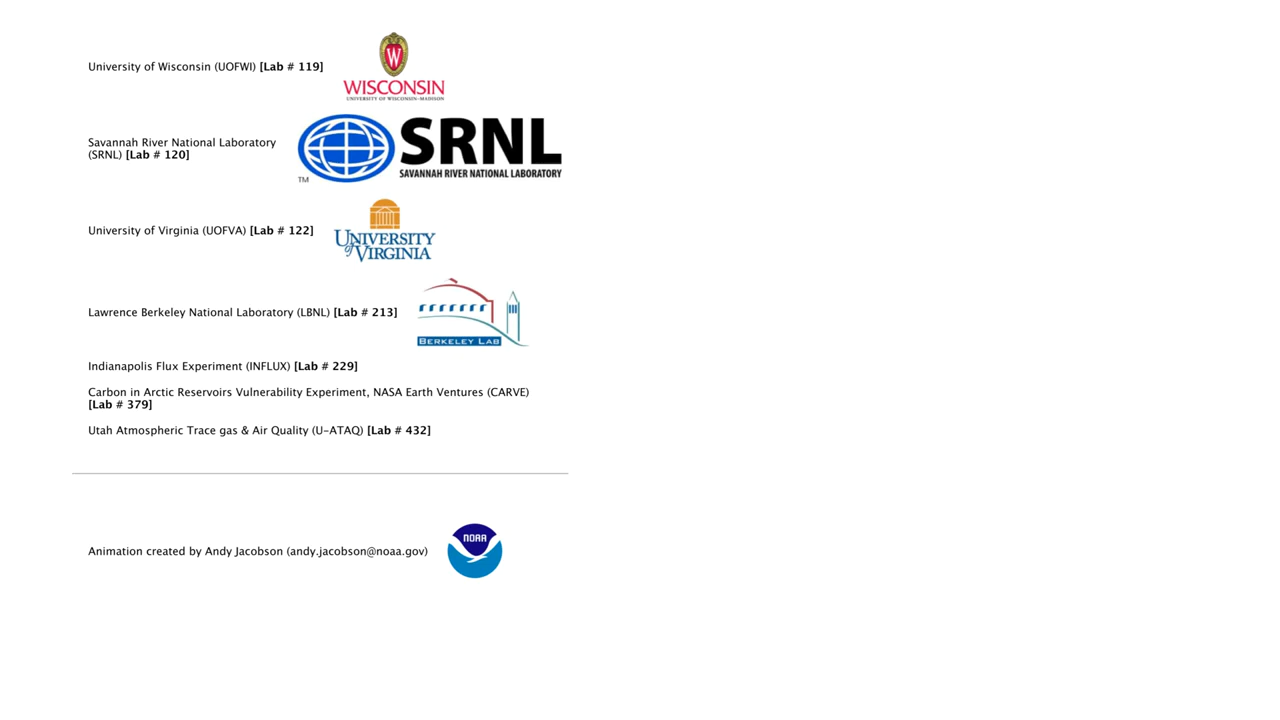 University of Wisconsin (UOFWI) [Lab # 119]
W
WISCONSIN
UNIVERSITY OF WISCONSIN–MADISON
Savannah River National Laboratory
(SRNL) [Lab # 120]
SRNL
SAVANNAH RIVER NATIONAL LABORATORY
TM
University of Virginia (UOFVA) [Lab # 122]
UNIVERSITY
of VIRGINIA
Lawrence Berkeley National Laboratory (LBNL) [Lab # 213]
BERKELEY LAB
Indianapolis Flux Experiment (INFLUX) [Lab # 229]
Carbon in Arctic Reservoirs Vulnerability Experiment, NASA Earth Ventures (CARVE)
[Lab # 379]
Utah Atmospheric Trace gas & Air Quality (U-ATAQ) [Lab # 432]
Animation created by Andy Jacobson (andy.jacobson@noaa.gov)
NOAA